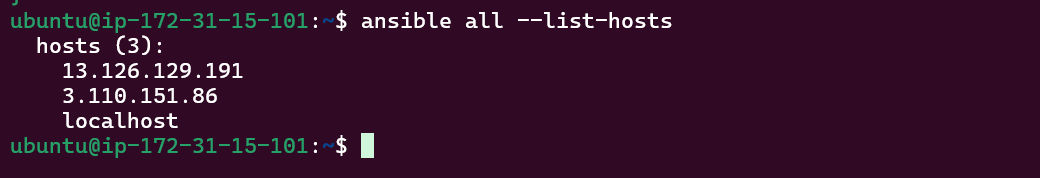 ubuntu@ip-172-31-15-101:~$ ansible all --list-hosts
  hosts (3):
    13.126.129.191
    3.110.151.86
    localhost
ubuntu@ip-172-31-15-101:~$